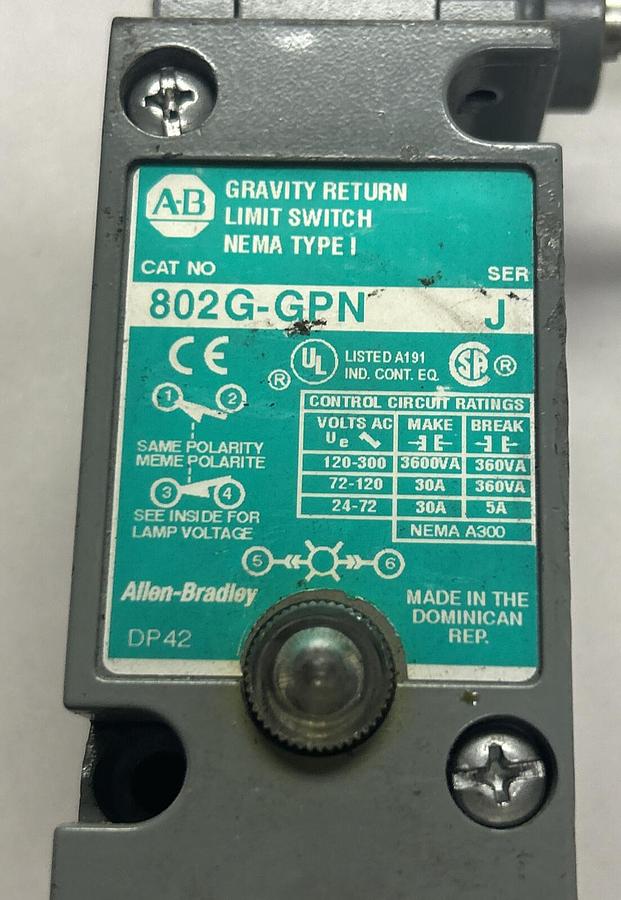 A-B
GRAVITY RETURN
LIMIT SWITCH
NEMA TYPE I
CAT NO SER
802G-GPN J
CE UL LISTED A191 SA ®
® IND. CONT. EQ.
1 2
CONTROL CIRCUIT RATINGS
VOLTS AC MAKE BREAK
Ue
120-300 3600VA 360VA
72-120 30A 360VA
24-72 30A 5A
NEMA A300
SAME POLARITY
MEME POLARITE
3 4
SEE INSIDE FOR
LAMP VOLTAGE
5 6
Allen-Bradley
MADE IN THE
DOMINICAN
REP.
DP42